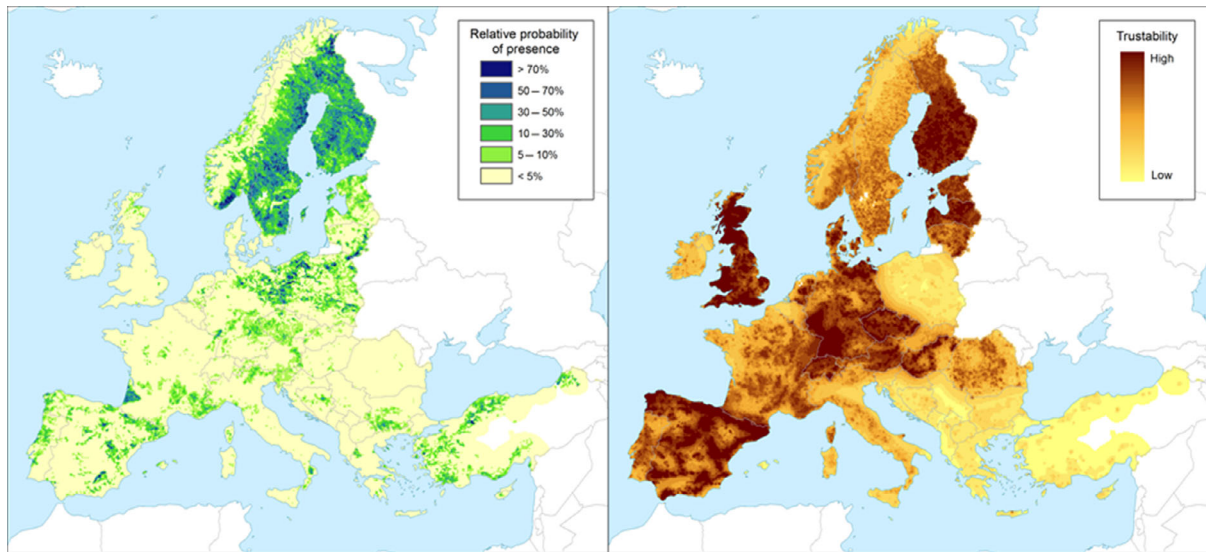 Relative probability
of presence
> 70%
50 – 70%
30 – 50%
10 – 30%
5 – 10%
< 5%
Trustability
High
Low